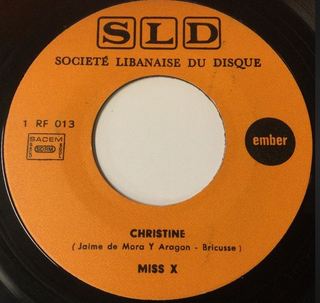 SLD
SOCIETÉ LIBANAISE DU DISQUE
1 RF 013
SACEM
ember
CHRISTINE
( Jaime de Mora Y Aragon - Bricusse )
MISS X